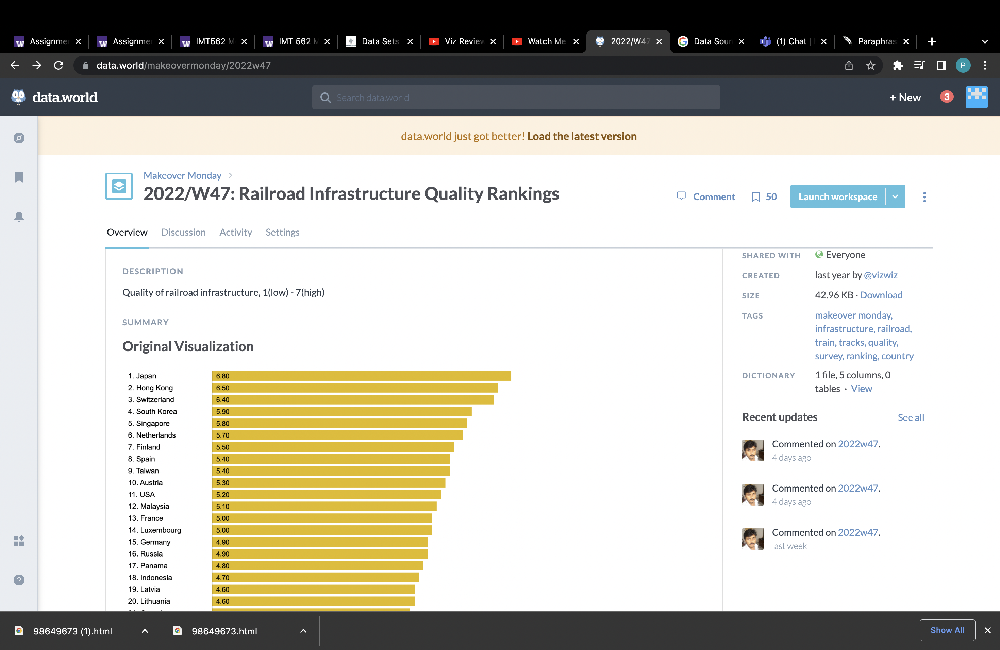 Assignmer
Assignmer
IMT562 M
IMT 562 M
Data Sets
Viz Review
Watch Me
2022/W47
Data Sour
(1) Chat |
Paraphras
data.world/makeovermonday/2022w47
P
data.world
Search data.world
+ New
3
data.world just got better! Load the latest version
Makeover Monday
2022/W47: Railroad Infrastructure Quality Rankings
Comment
50
Launch workspace
Overview
Discussion
Activity
Settings
DESCRIPTION
Quality of railroad infrastructure, 1(low) - 7(high)
SUMMARY
Original Visualization
1. Japan 6.80
2. Hong Kong 6.50
3. Switzerland 6.40
4. South Korea 5.90
5. Singapore 5.80
6. Netherlands 5.70
7. Finland 5.50
8. Spain 5.40
9. Taiwan 5.40
10. Austria 5.30
11. USA 5.20
12. Malaysia 5.10
13. France 5.00
14. Luxembourg 5.00
15. Germany 4.90
16. Russia 4.90
17. Panama 4.80
18. Indonesia 4.70
19. Latvia 4.60
20. Lithuania 4.60
SHARED WITH Everyone
CREATED last year by @vizwiz
SIZE 42.96 KB · Download
TAGS makeover monday,
infrastructure, railroad,
train, tracks, quality,
survey, ranking, country
DICTIONARY 1 file, 5 columns, 0
tables · View
Recent updates See all
Commented on 2022w47.
4 days ago
Commented on 2022w47.
4 days ago
Commented on 2022w47.
last week
98649673 (1).html
98649673.html
Show All